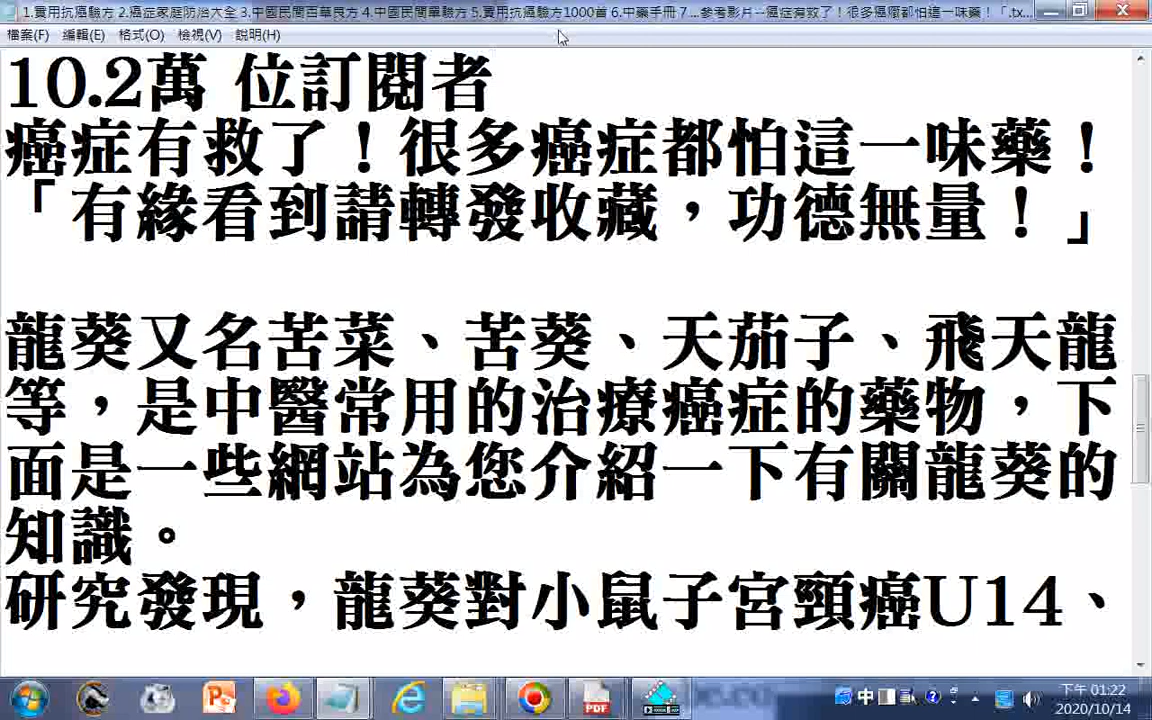 1.實用抗癌驗方 2.癌症家庭防治大全 3.中國民間百草良方 4.中國民間單驗方 5.實用抗癌驗方1000首 6.中藥手冊 7....參考影片--癌症有救了！很多癌症都怕這一味藥！「.tx...
檔案(F) 編輯(E) 格式(O) 檢視(V) 說明(H)
10.2萬 位訂閱者
癌症有救了！很多癌症都怕這一味藥！
「有緣看到請轉發收藏，功德無量！」
龍葵又名苦菜、苦葵、天茄子、飛天龍
等，是中醫常用的治療癌症的藥物，下
面是一些網站為您介紹一下有關龍葵的
知識。
研究發現，龍葵對小鼠子宮頸癌U14、
中
下午 01:22
2020/10/14